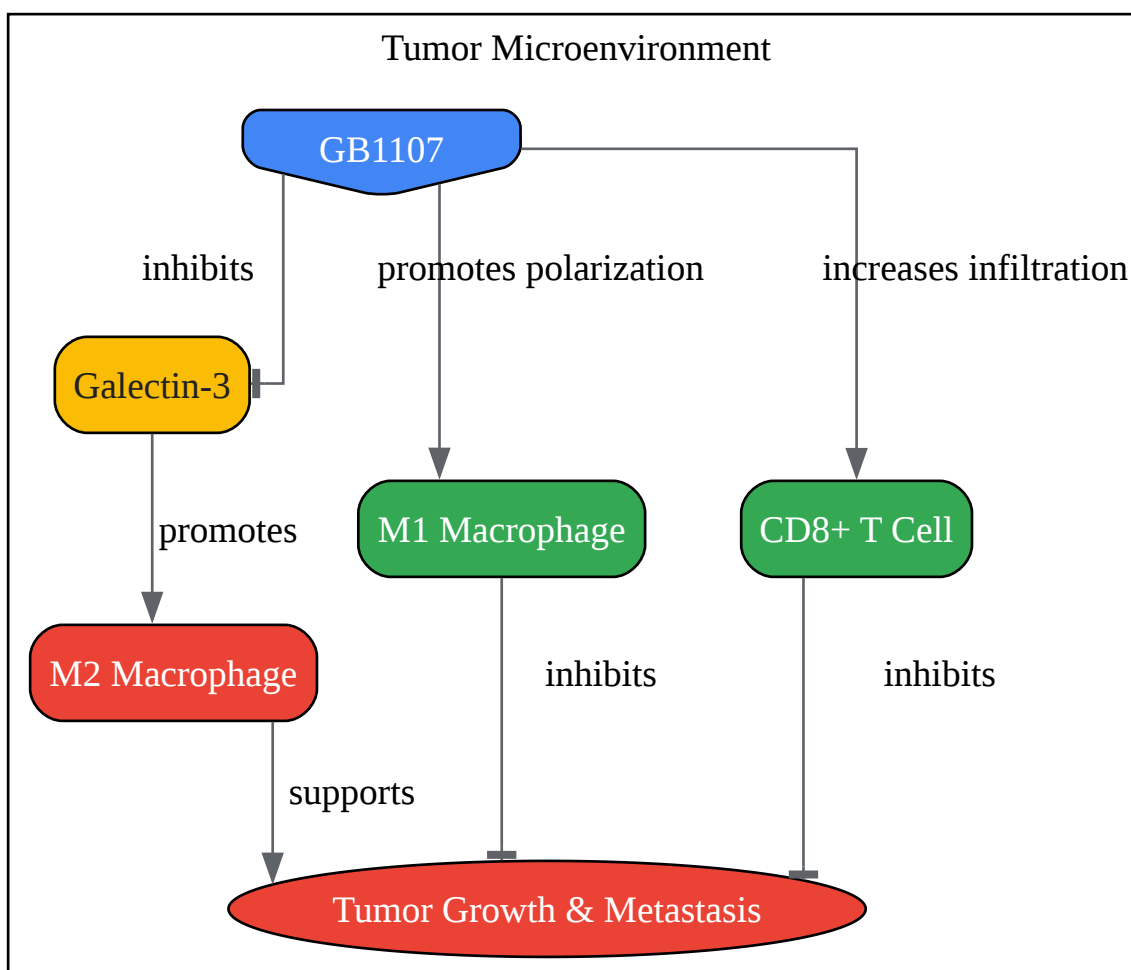 Tumor Microenvironment
GB1107
inhibits
promotes polarization
increases infiltration
Galectin-3
promotes
M1 Macrophage
CD8+ T Cell
M2 Macrophage
inhibits
inhibits
supports
Tumor Growth & Metastasis